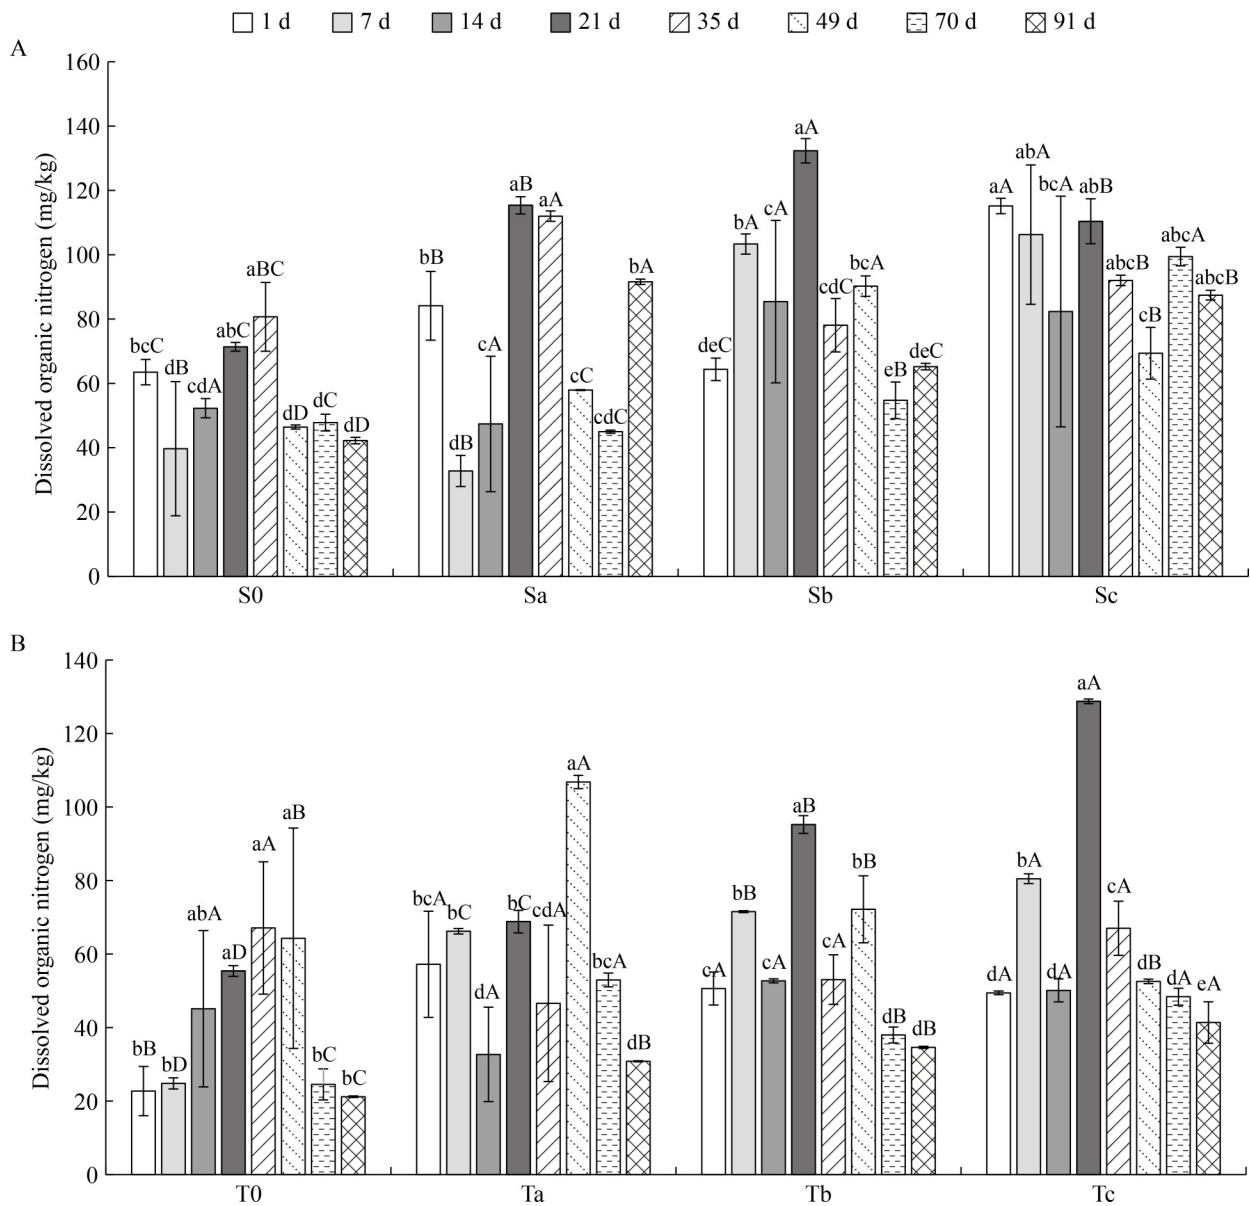 1 d 7 d 14 d 21 d 35 d 49 d 70 d 91 d
A
Dissolved organic nitrogen (mg/kg)
160
140
120
100
80
60
40
20
0
bcC dB cdA abC aBC dD dC dD
bB dB cA aB aA cC cdC bA
deC bA cA aA cdC bcA eB deC
aA abA bcA abB abcB cB abcA abcB
S0 Sa Sb Sc
B
Dissolved organic nitrogen (mg/kg)
140
120
100
80
60
40
20
0
bB bD abA aD aA aB bC bC
bcA bC dA bC cdA aA bcA dB
cA bB cA aB cA bB dB dB
dA bA dA aA cA dB dA eA
T0 Ta Tb Tc